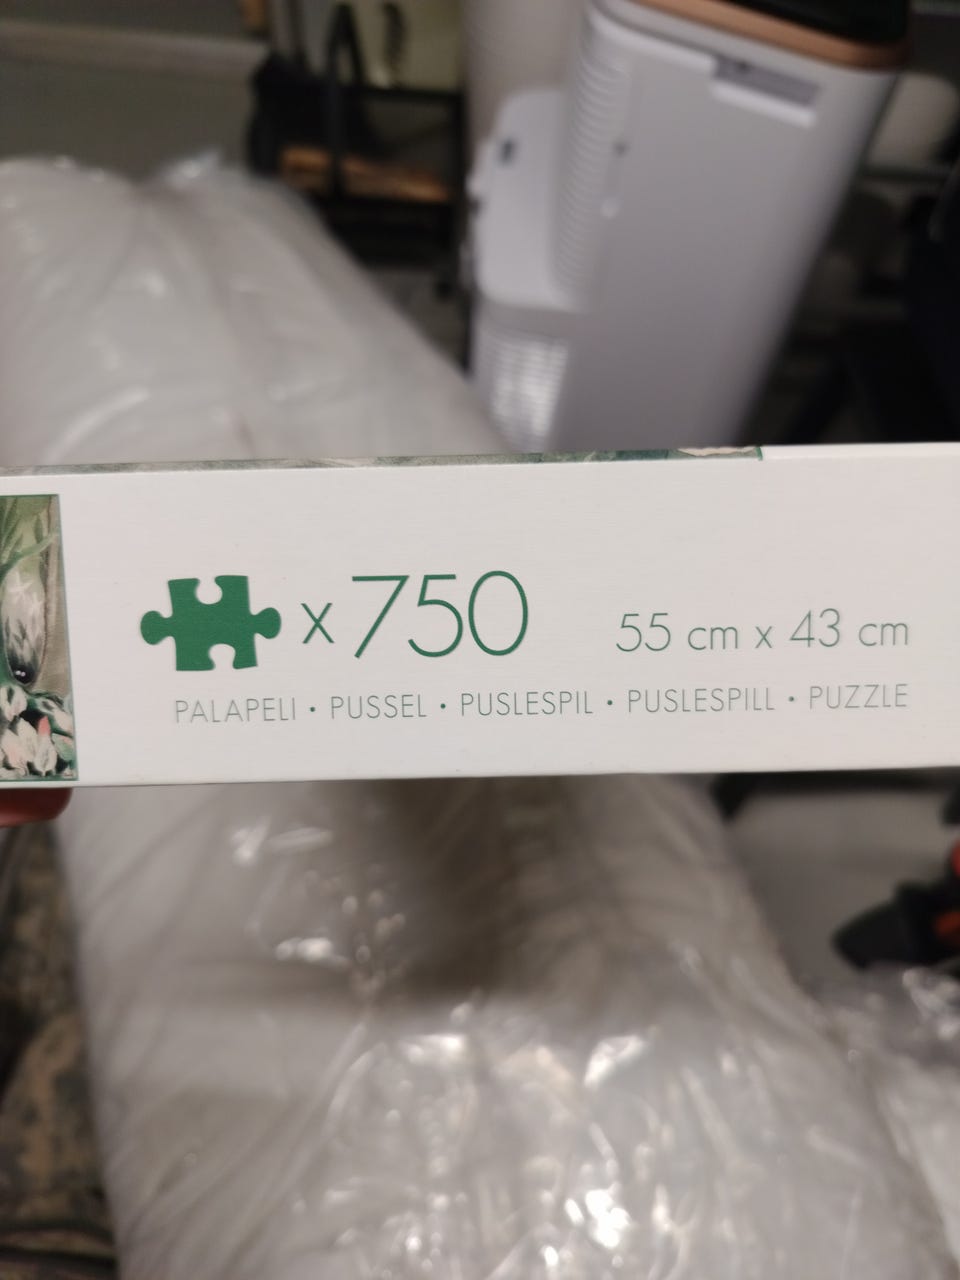 x 750 55 cm x 43 cm
PALAPELI • PUSSEL • PUSLESPIL • PUSLESPILL • PUZZLE